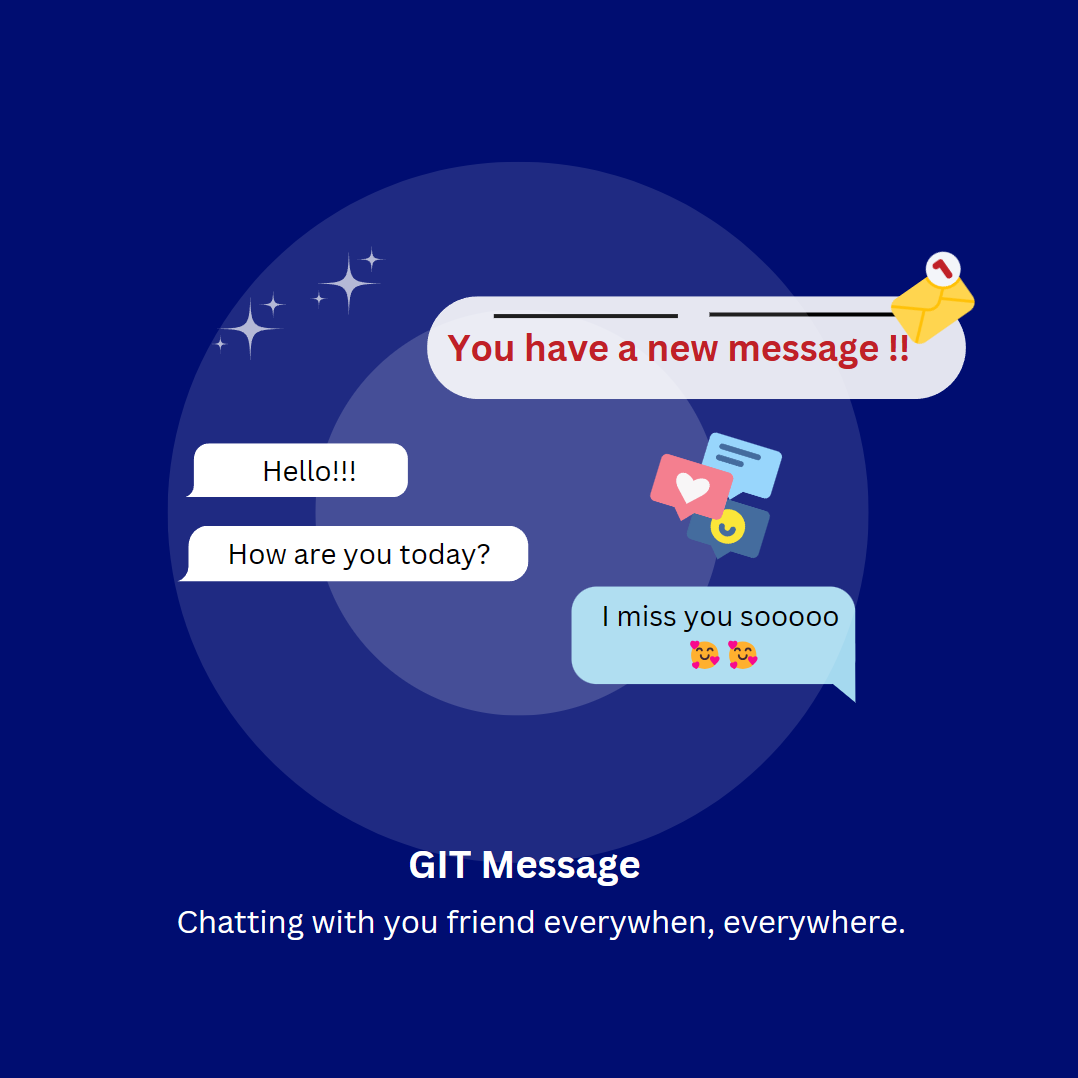 You have a new message !!
Hello!!!
How are you today?
I miss you sooooo
🥰 🥰
GIT Message
Chatting with you friend everywhen, everywhere.